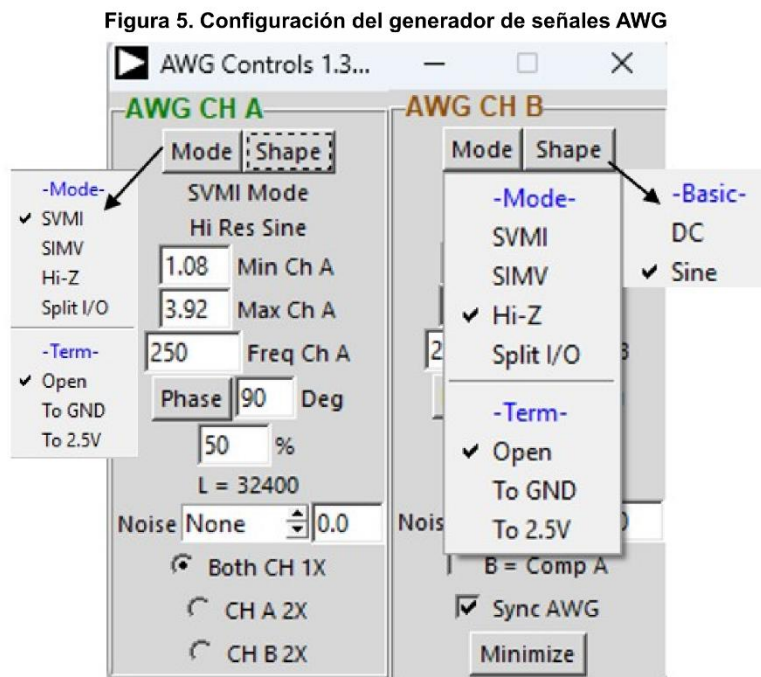 Figura 5. Configuración del generador de señales AWG
AWG Controls 1.3...
AWG CH A
Mode Shape
SVMI Mode
Hi Res Sine
1.08 Min Ch A
3.92 Max Ch A
250 Freq Ch A
Phase 90 Deg
50 %
L = 32400
Noise None 0.0
Both CH 1X
CH A 2X
CH B 2X
-Mode-
SVMI
SIMV
Hi-Z
Split I/O
-Term-
Open
To GND
To 2.5V
AWG CH B
Mode Shape
-Mode-
SVMI
SIMV
Hi-Z
Split I/O
-Term-
Open
To GND
To 2.5V
-Basic-
DC
Sine
B = Comp A
Sync AWG
Minimize